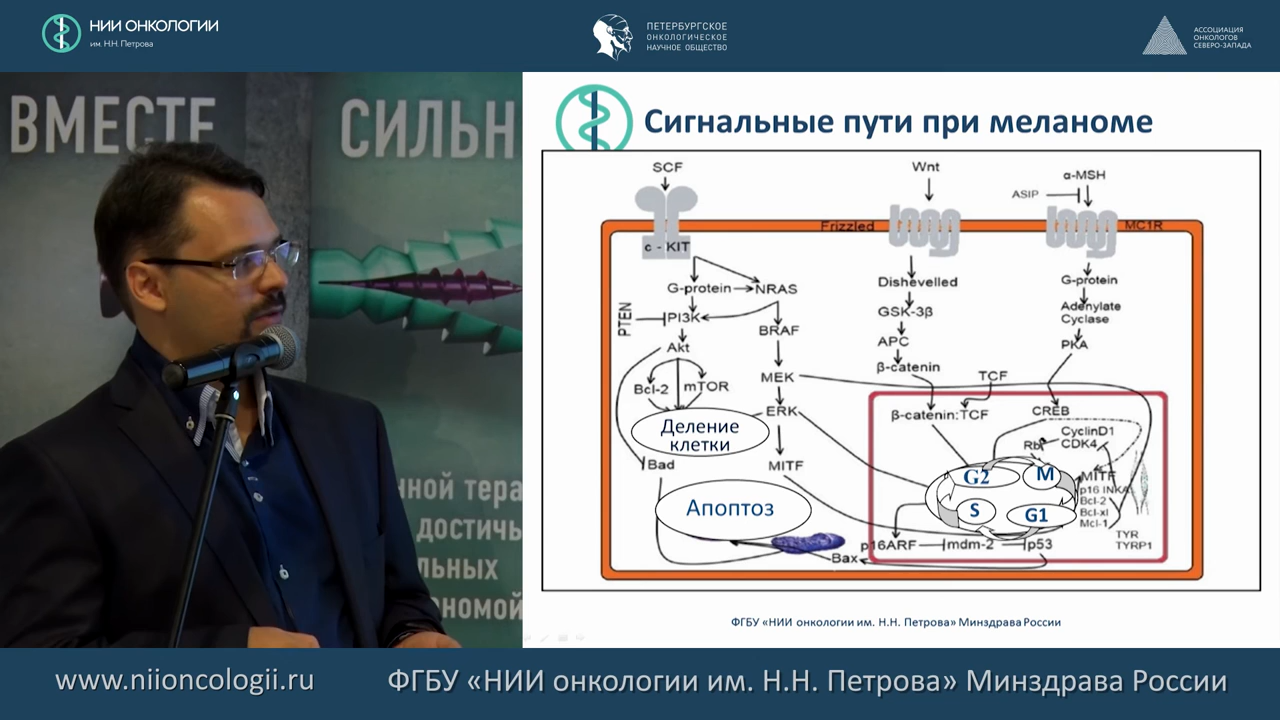 НИИ ОНКОЛОГИИ
им. Н.Н. Петрова
ПЕТЕРБУРГСКОЕ
ОНКОЛОГИЧЕСКОЕ
НАУЧНОЕ ОБЩЕСТВО
АССОЦИАЦИЯ
ОНКОЛОГОВ
СЕВЕРО-ЗАПАДА
ВМЕСТЕ
СИЛЬН
нной тера
достичь
льных
ономой
Сигнальные пути при меланоме
SCF
Wnt
α-MSH
ASIP
Frizzled
MC1R
c - KIT
G-protein
NRAS
Dishevelled
G-protein
PTEN
PI3K
BRAF
GSK-3β
Adenylate
Cyclase
Akt
APC
PKA
Bcl-2
mTOR
MEK
β-catenin
TCF
ERK
β-catenin:TCF
CREB
Деление
клетки
CyclinD1
CDK4
Rb
Bad
MITF
G2
M
MITF
p16 INKA
Bcl-2
Bcl-xl
Mcl-1
Апоптоз
S
G1
TYR
TYRP1
p16ARF
mdm-2
p53
Bax
ФГБУ «НИИ онкологии им. Н.Н. Петрова» Минздрава России
www.niioncologii.ru
ФГБУ «НИИ онкологии им. Н.Н. Петрова» Минздрава России